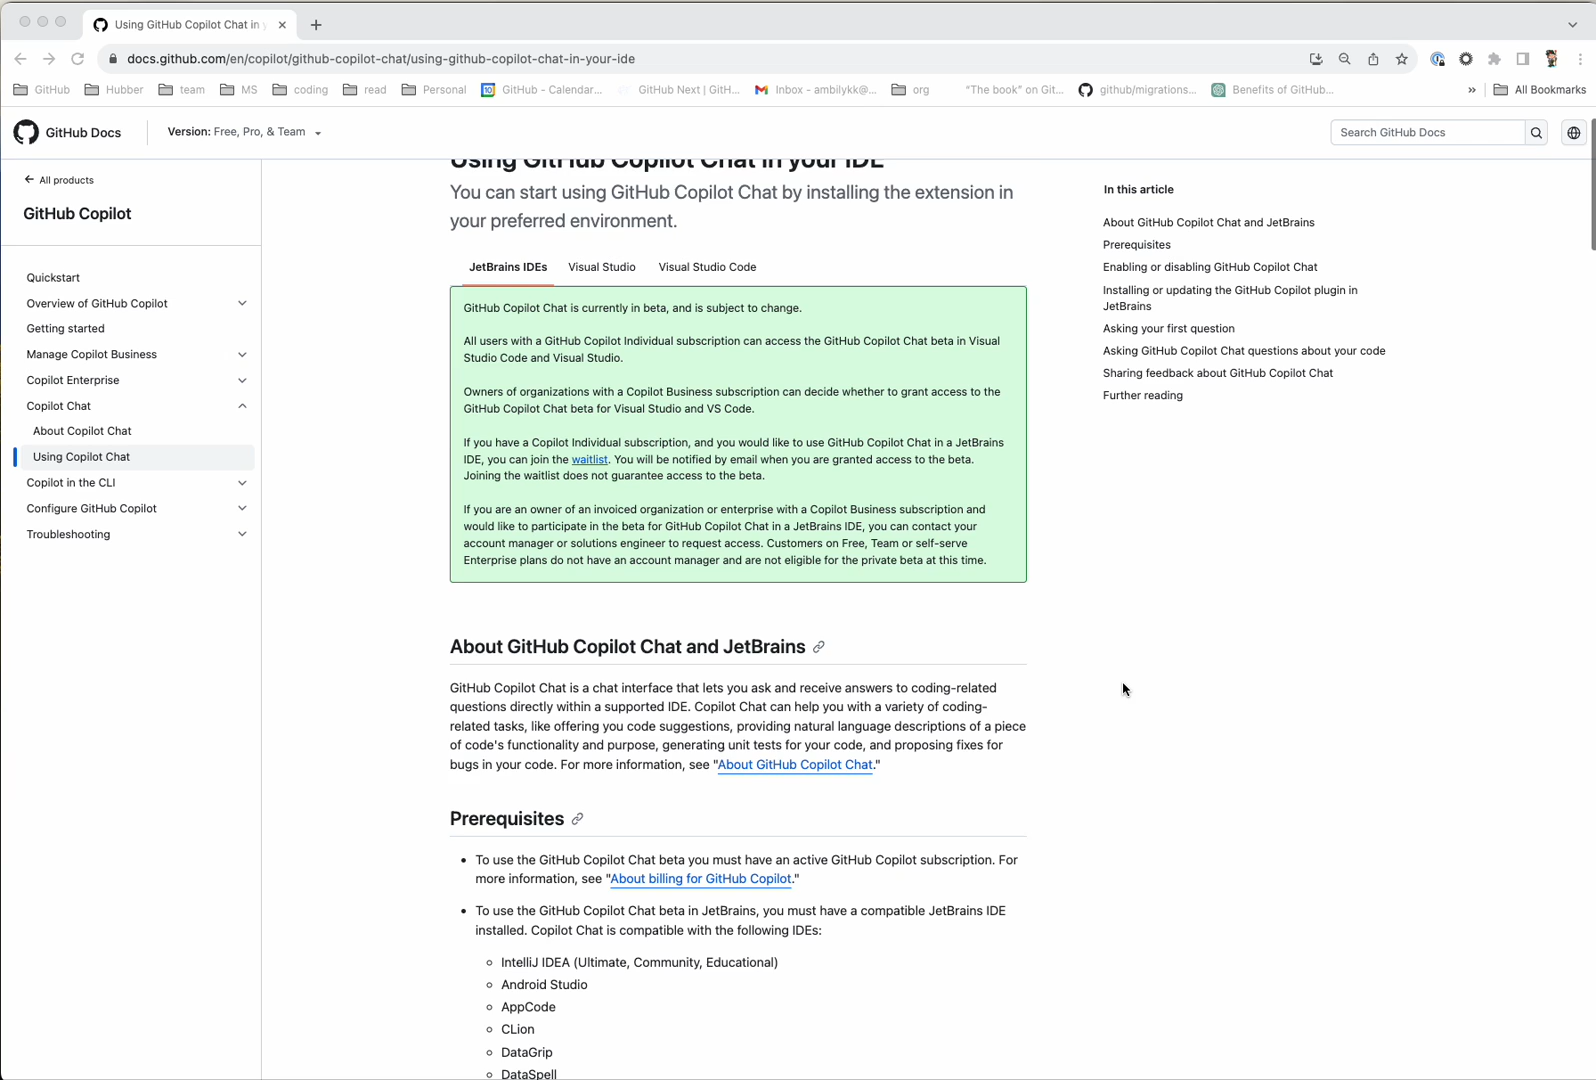 Using GitHub Copilot Chat in y
docs.github.com/en/copilot/github-copilot-chat/using-github-copilot-chat-in-your-ide
GitHub
Hubber
team
MS
coding
read
Personal
GitHub - Calendar...
GitHub Next | GitH...
Inbox - ambilykk@...
org
"The book" on Git...
github/migrations...
Benefits of GitHub...
»
All Bookmarks
GitHub Docs
Version: Free, Pro, & Team
Search GitHub Docs
All products
GitHub Copilot
Quickstart
Overview of GitHub Copilot
Getting started
Manage Copilot Business
Copilot Enterprise
Copilot Chat
About Copilot Chat
Using Copilot Chat
Copilot in the CLI
Configure GitHub Copilot
Troubleshooting
Using GitHub Copilot Chat in your IDE
You can start using GitHub Copilot Chat by installing the extension in
your preferred environment.
JetBrains IDEs
Visual Studio
Visual Studio Code
GitHub Copilot Chat is currently in beta, and is subject to change.
All users with a GitHub Copilot Individual subscription can access the GitHub Copilot Chat beta in Visual
Studio Code and Visual Studio.
Owners of organizations with a Copilot Business subscription can decide whether to grant access to the
GitHub Copilot Chat beta for Visual Studio and VS Code.
If you have a Copilot Individual subscription, and you would like to use GitHub Copilot Chat in a JetBrains
IDE, you can join the waitlist. You will be notified by email when you are granted access to the beta.
Joining the waitlist does not guarantee access to the beta.
If you are an owner of an invoiced organization or enterprise with a Copilot Business subscription and
would like to participate in the beta for GitHub Copilot Chat in a JetBrains IDE, you can contact your
account manager or solutions engineer to request access. Customers on Free, Team or self-serve
Enterprise plans do not have an account manager and are not eligible for the private beta at this time.
About GitHub Copilot Chat and JetBrains
GitHub Copilot Chat is a chat interface that lets you ask and receive answers to coding-related
questions directly within a supported IDE. Copilot Chat can help you with a variety of coding-
related tasks, like offering you code suggestions, providing natural language descriptions of a piece
of code's functionality and purpose, generating unit tests for your code, and proposing fixes for
bugs in your code. For more information, see "About GitHub Copilot Chat."
Prerequisites
To use the GitHub Copilot Chat beta you must have an active GitHub Copilot subscription. For
more information, see "About billing for GitHub Copilot."
To use the GitHub Copilot Chat beta in JetBrains, you must have a compatible JetBrains IDE
installed. Copilot Chat is compatible with the following IDEs:
IntelliJ IDEA (Ultimate, Community, Educational)
Android Studio
AppCode
CLion
DataGrip
DataSpell
In this article
About GitHub Copilot Chat and JetBrains
Prerequisites
Enabling or disabling GitHub Copilot Chat
Installing or updating the GitHub Copilot plugin in
JetBrains
Asking your first question
Asking GitHub Copilot Chat questions about your code
Sharing feedback about GitHub Copilot Chat
Further reading